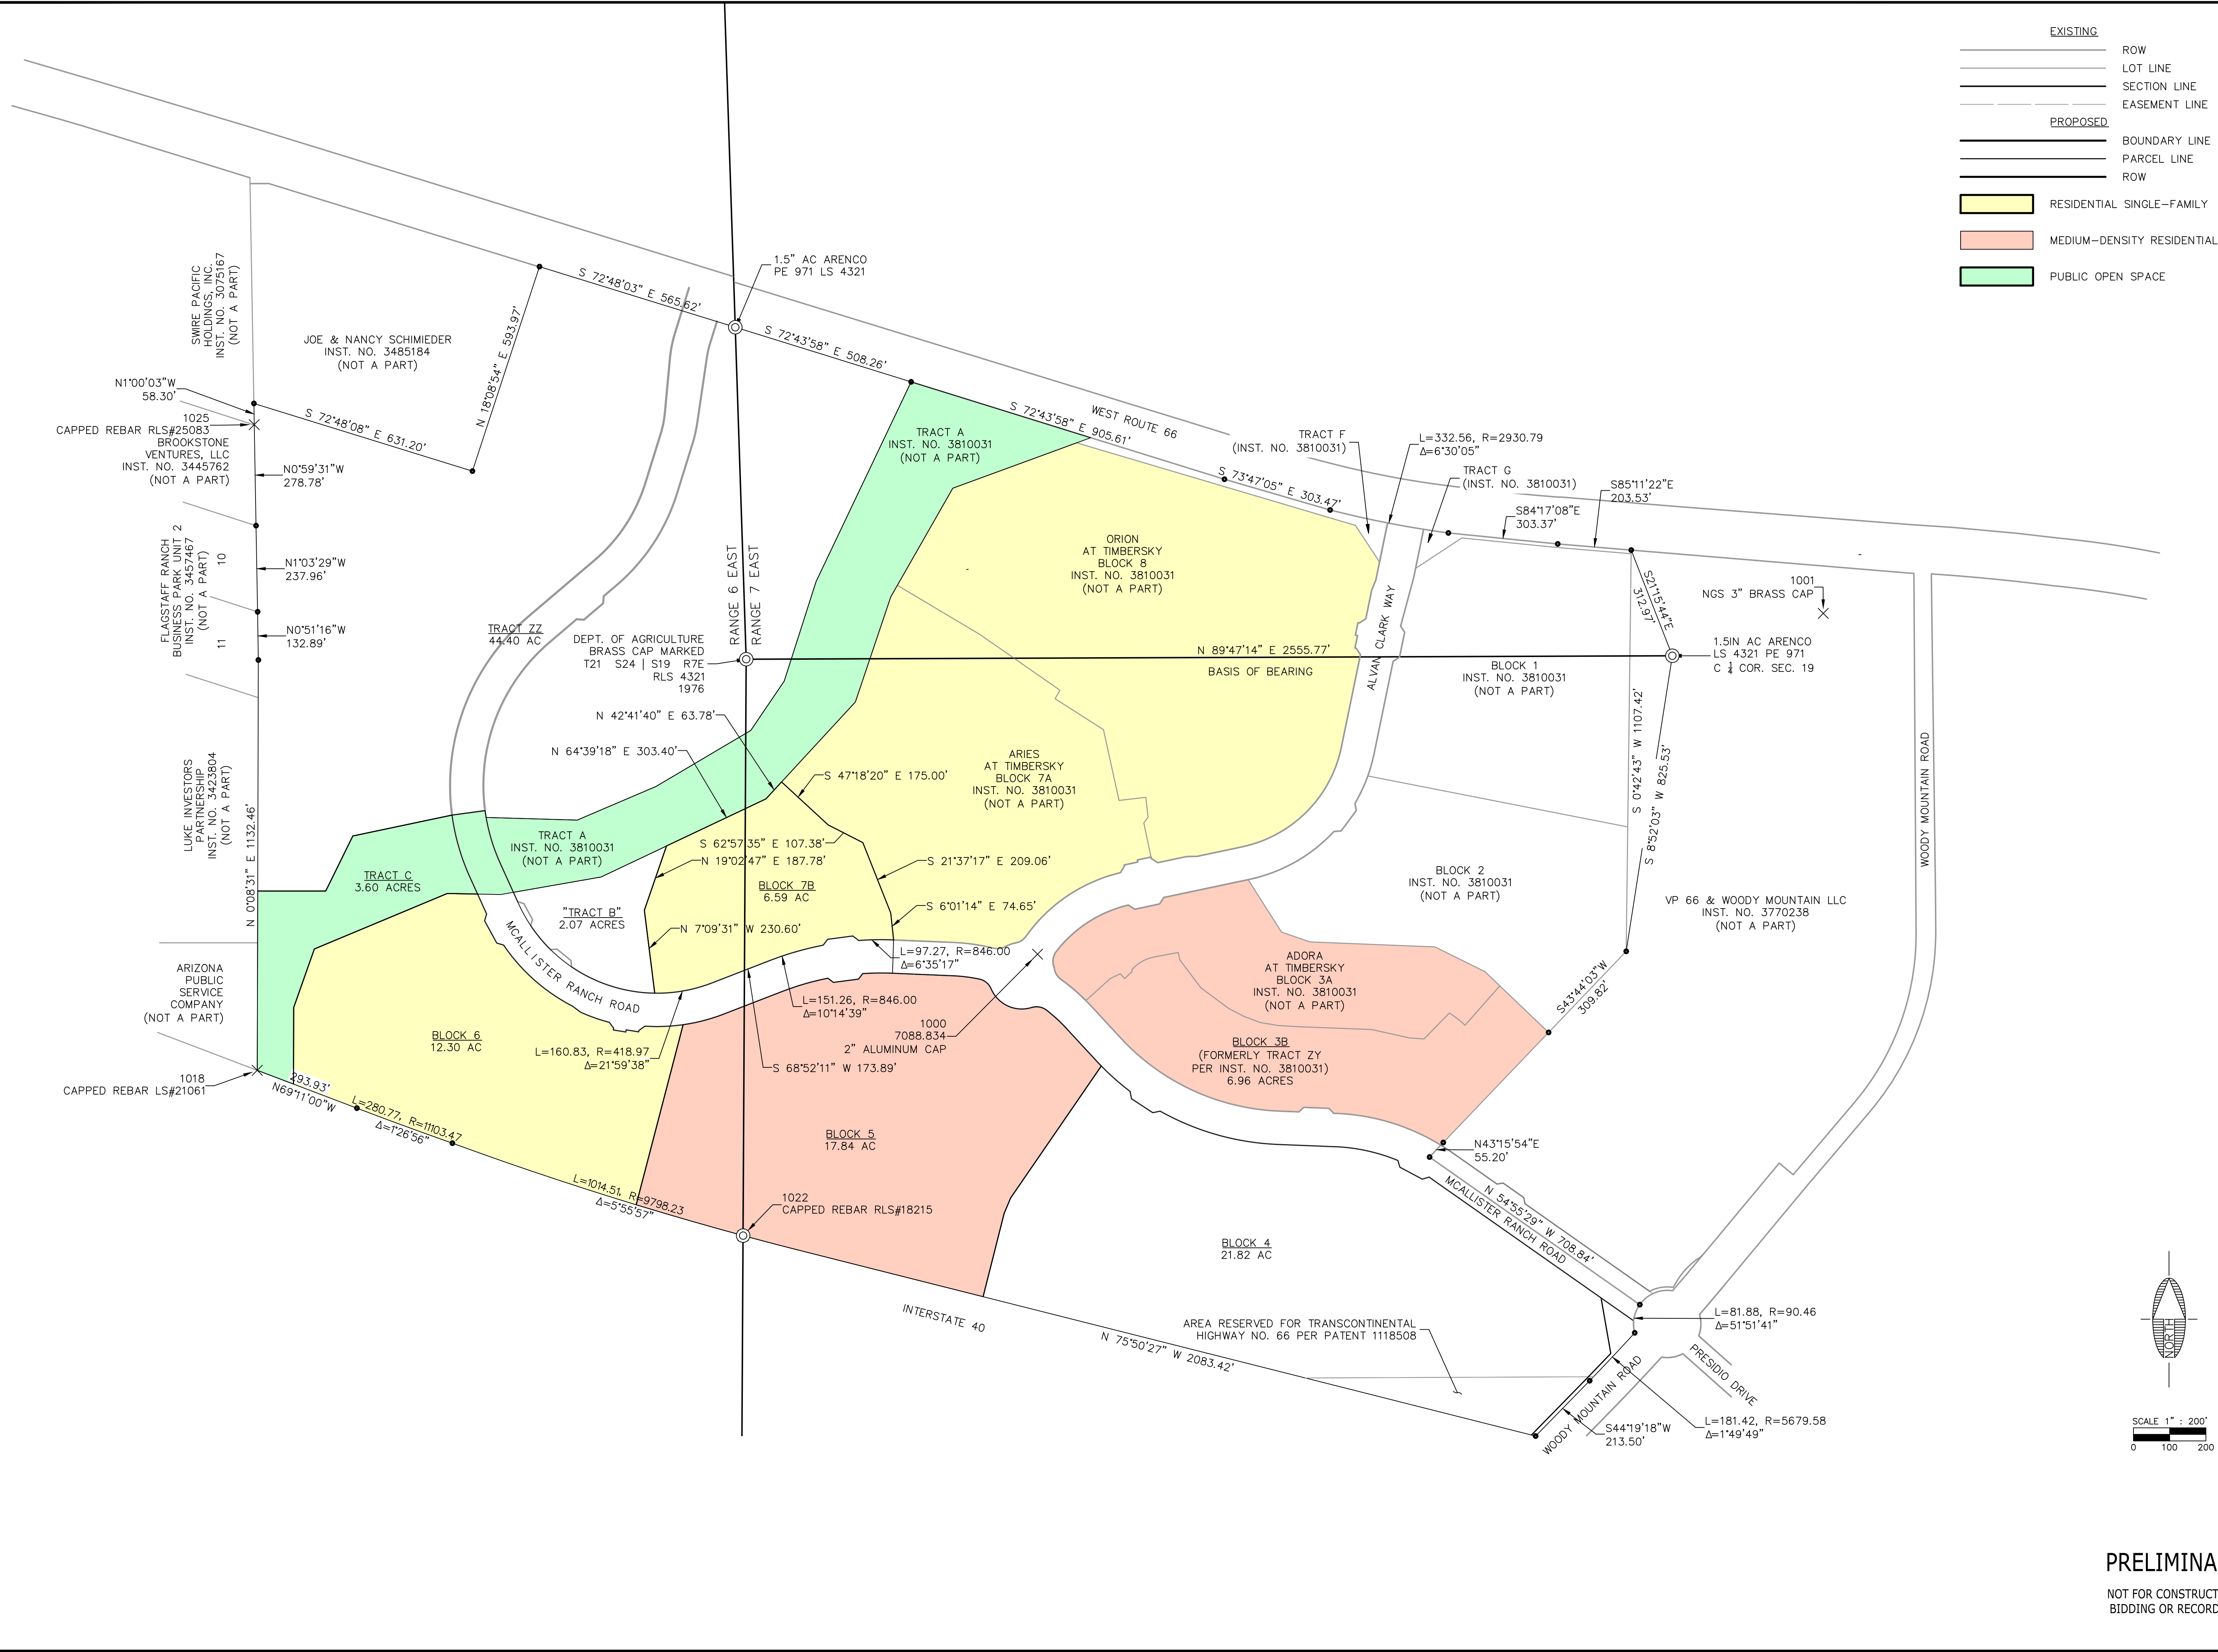 EXISTING
ROW
LOT LINE
SECTION LINE
EASEMENT LINE
PROPOSED
BOUNDARY LINE
PARCEL LINE
ROW
RESIDENTIAL SINGLE-FAMILY
MEDIUM-DENSITY RESIDENTIAL
PUBLIC OPEN SPACE
1.5" AC ARENCO
PE 971 LS 4321
SWIRE PACIFIC
HOLDINGS, INC.
INST. NO. 3075167
(NOT A PART)
JOE & NANCY SCHIMIEDER
INST. NO. 3485184
(NOT A PART)
S 72°48'03" E 565.62'
N 18°08'54" E 593.97'
S 72°43'58" E 508.26'
N1°00'03"W
58.30'
1025
CAPPED REBAR RLS#25083
BROOKSTONE
VENTURES, LLC
INST. NO. 3445762
(NOT A PART)
S 72°48'08" E 631.20'
N0°59'31"W
278.78'
TRACT A
INST. NO. 3810031
(NOT A PART)
S 72°43'58" E 905.61'
WEST ROUTE 66
TRACT F
(INST. NO. 3810031)
L=332.56, R=2930.79
Δ=6°30'05"
TRACT G
(INST. NO. 3810031)
S 73°47'05" E 303.47'
S85°11'22"E
203.53'
S84°17'08"E
303.37'
FLAGSTAFF RANCH
BUSINESS PARK UNIT 2
INST. NO. 3457467
(NOT A PART)
10
11
N1°03'29"W
237.96'
N0°51'16"W
132.89'
TRACT ZZ
44.40 AC
RANGE 6 EAST
RANGE 7 EAST
DEPT. OF AGRICULTURE
BRASS CAP MARKED
T21 S24 | S19 R7E
RLS 4321
1976
ORION
AT TIMBERSKY
BLOCK 8
INST. NO. 3810031
(NOT A PART)
ALVAN CLARK WAY
N 89°47'14" E 2555.77'
BASIS OF BEARING
BLOCK 1
INST. NO. 3810031
(NOT A PART)
S21°15'44"E
312.97'
1001
NGS 3" BRASS CAP
1.5IN AC ARENCO
LS 4321 PE 971
C ¼ COR. SEC. 19
S 0°42'43" W 1107.42'
S 8°52'03" W 825.53'
WOODY MOUNTAIN ROAD
N 42°41'40" E 63.78'
N 64°39'18" E 303.40'
S 47°18'20" E 175.00'
ARIES
AT TIMBERSKY
BLOCK 7A
INST. NO. 3810031
(NOT A PART)
LUKE INVESTORS
PARTNERSHIP
INST. NO. 3423804
(NOT A PART)
N 0°08'31" E 1132.46'
TRACT A
INST. NO. 3810031
(NOT A PART)
TRACT C
3.60 ACRES
S 62°57'35" E 107.38'
N 19°02'47" E 187.78'
BLOCK 7B
6.59 AC
S 21°37'17" E 209.06'
S 6°01'14" E 74.65'
"TRACT B"
2.07 ACRES
N 7°09'31" W 230.60'
BLOCK 2
INST. NO. 3810031
(NOT A PART)
VP 66 & WOODY MOUNTAIN LLC
INST. NO. 3770238
(NOT A PART)
MCALLISTER RANCH ROAD
L=97.27, R=846.00
Δ=6°35'17"
ARIZONA
PUBLIC
SERVICE
COMPANY
(NOT A PART)
L=151.26, R=846.00
Δ=10°14'39"
1000
7088.834
2" ALUMINUM CAP
ADORA
AT TIMBERSKY
BLOCK 3A
INST. NO. 3810031
(NOT A PART)
S43°44'03"W
309.82'
BLOCK 6
12.30 AC
L=160.83, R=418.97
Δ=21°59'38"
S 68°52'11" W 173.89'
BLOCK 3B
(FORMERLY TRACT ZY
PER INST. NO. 3810031)
6.96 ACRES
1018
CAPPED REBAR LS#21061
293.93'
N69°11'00"W
L=280.77, R=11103.47
Δ=1°26'56"
BLOCK 5
17.84 AC
N43°15'54"E
55.20'
L=1014.51, R=9798.23
Δ=5°55'57"
1022
CAPPED REBAR RLS#18215
N 54°55'29" W 708.84'
MCALLISTER RANCH ROAD
BLOCK 4
21.82 AC
INTERSTATE 40
AREA RESERVED FOR TRANSCONTINENTAL
HIGHWAY NO. 66 PER PATENT 1118508
N 75°50'27" W 2083.42'
L=81.88, R=90.46
Δ=51°51'41"
PRESIDIO DRIVE
WOODY MOUNTAIN ROAD
L=181.42, R=5679.58
Δ=1°49'49"
S44°19'18"W
213.50'
NORTH
SCALE 1" : 200'
0 100 200
PRELIMINA
NOT FOR CONSTRUCT
BIDDING OR RECORD